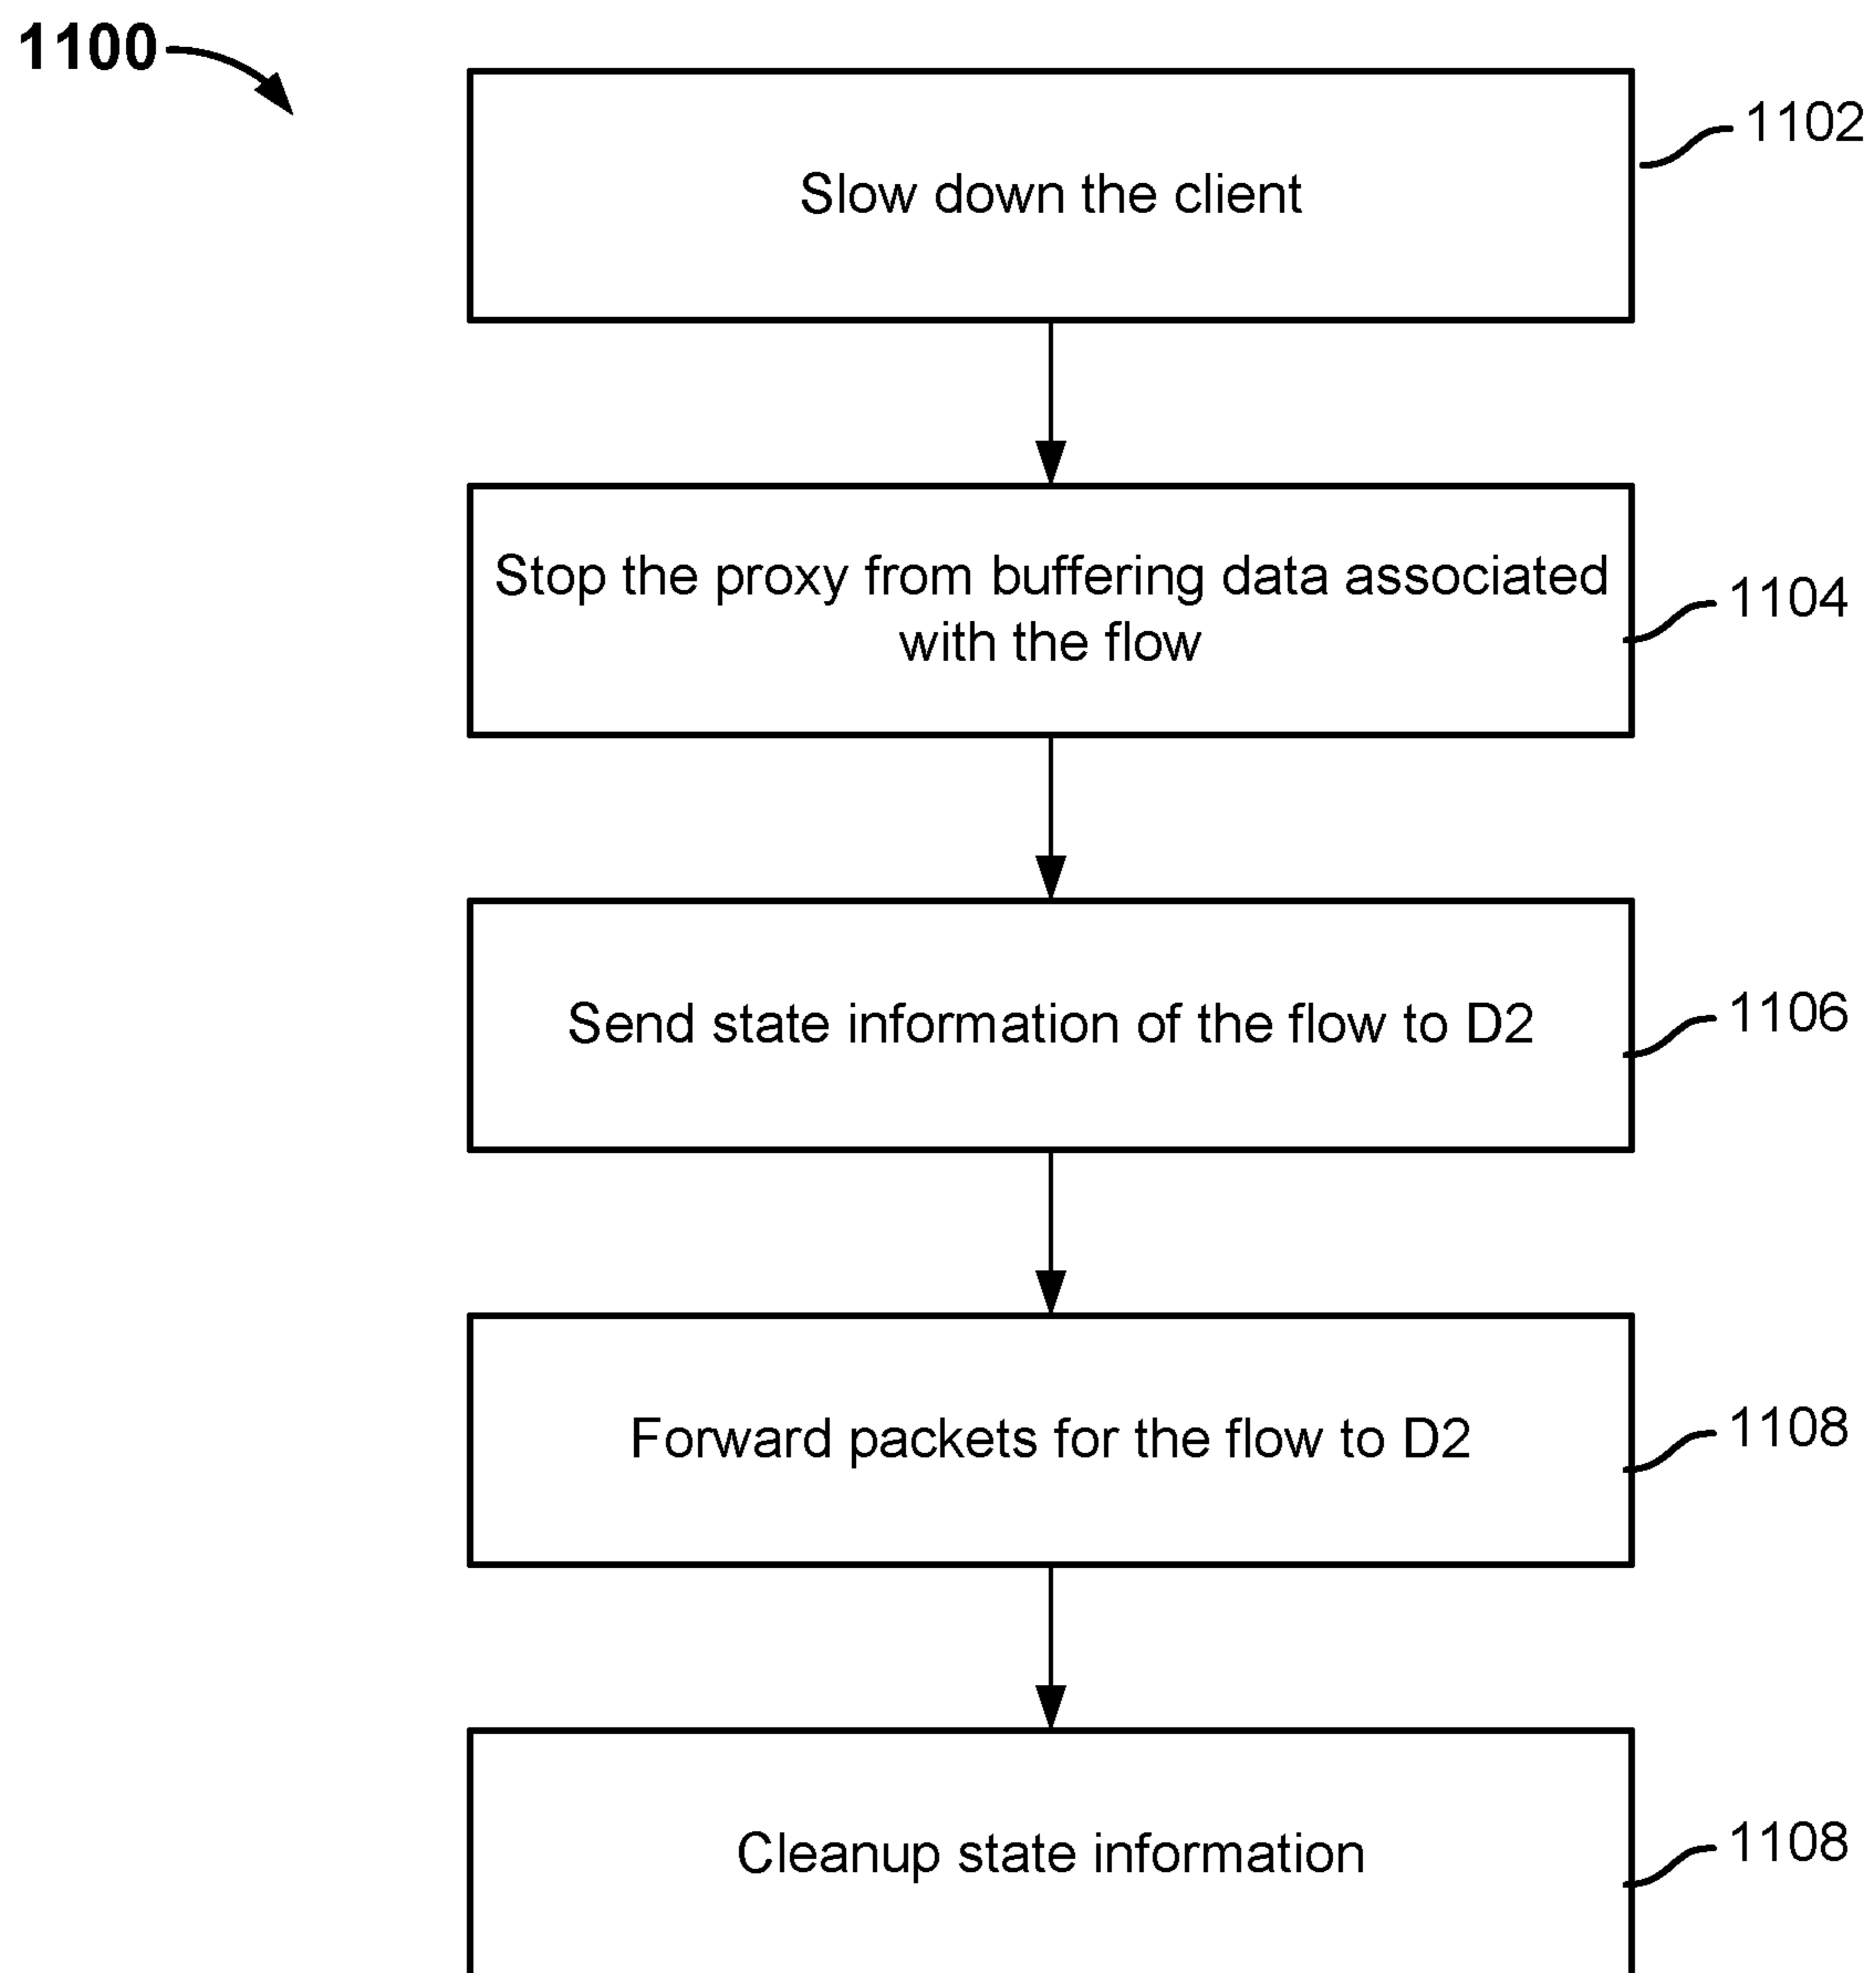 1100
Slow down the client
1102
Stop the proxy from buffering data associated
with the flow
1104
Send state information of the flow to D2
1106
Forward packets for the flow to D2
1108
Cleanup state information
1108